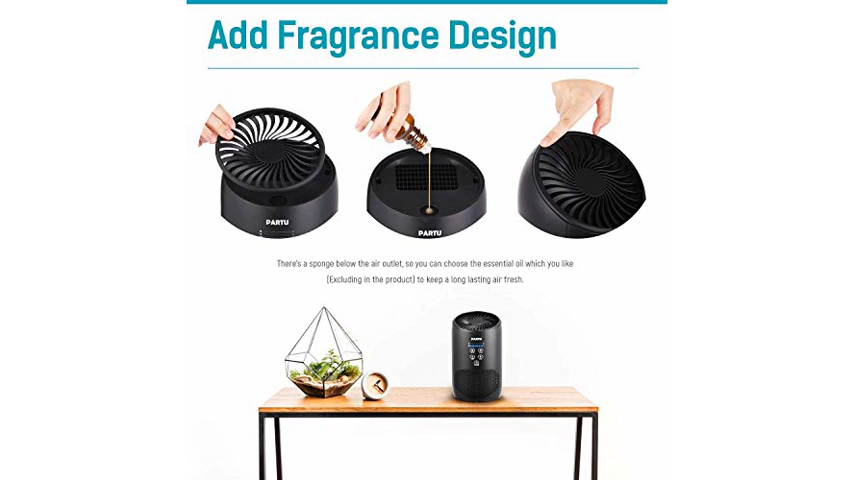 Add Fragrance Design
PARTU
PARTU
There's a sponge below the air outlet, so you can choose the essential oil which you like
(Excluding in the product) to keep a long lasting air fresh.
PARTU